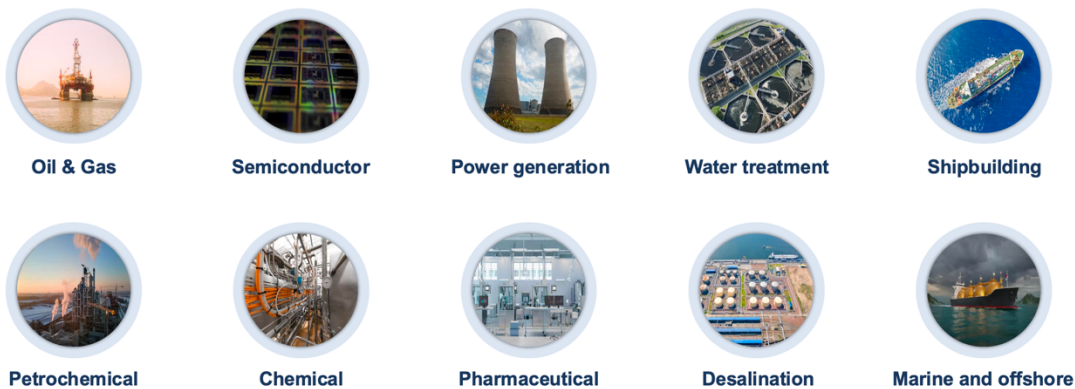 Oil & Gas
Semiconductor
Power generation
Water treatment
Shipbuilding
Petrochemical
Chemical
Pharmaceutical
Desalination
Marine and offshore